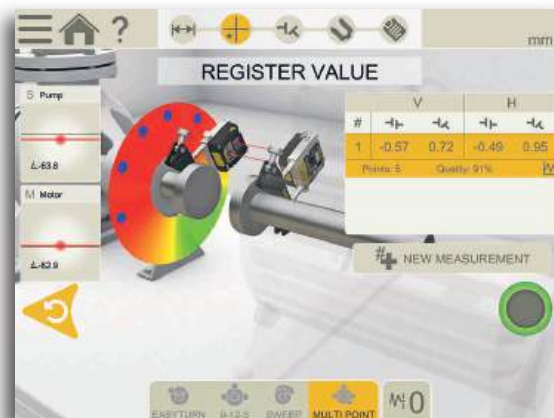 ?
mm
REGISTER VALUE
S Pump
∠-63.8
M Motor
∠-62.9
V H
#
1 -0.57 0.72 -0.49 0.95
Points: 5 Quality: 91%
# NEW MEASUREMENT
EASYTURN 9-12-3 SWEEP MULTI POINT
0